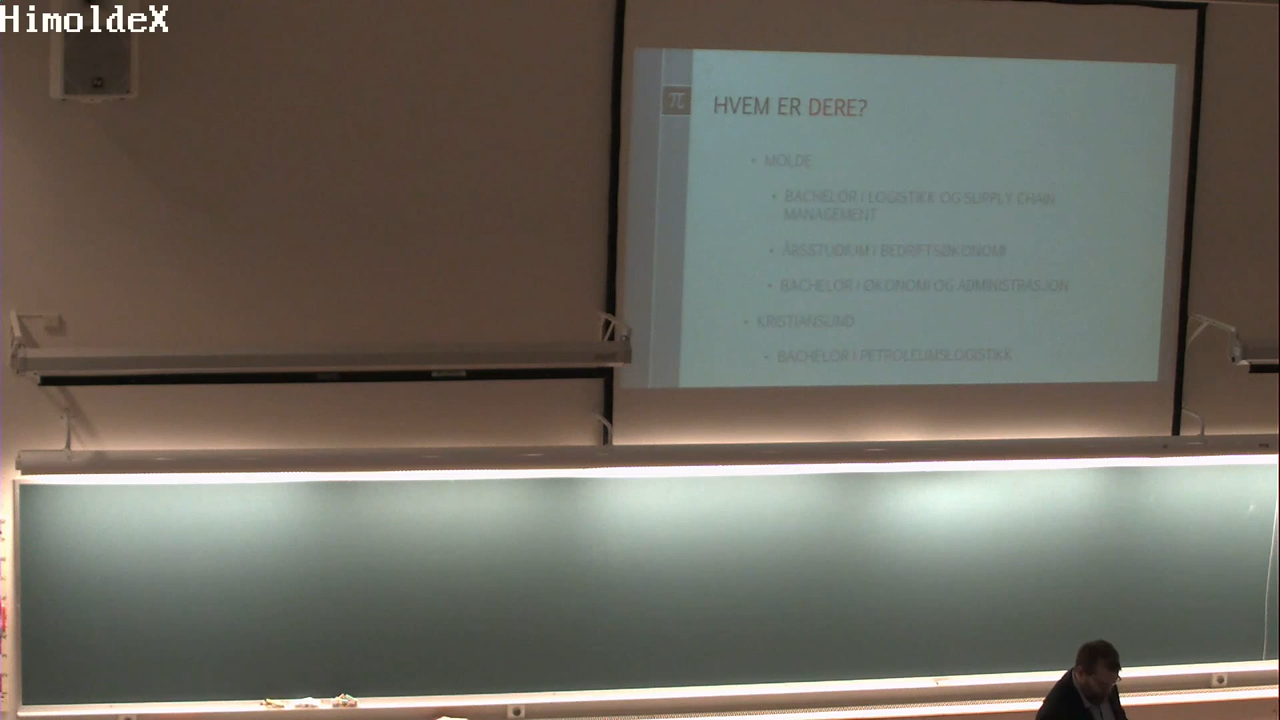 HimoldeX
π
HVEM ER DERE?
• MOLDE
• BACHELOR I LOGISTIKK OG SUPPLY CHAIN
MANAGEMENT
• ÅRSSTUDIUM I BEDRIFTSØKONOMI
• BACHELOR I ØKONOMI OG ADMINISTRASJON
• KRISTIANSUND
• BACHELOR I PETROLEUMSLOGISTIKK